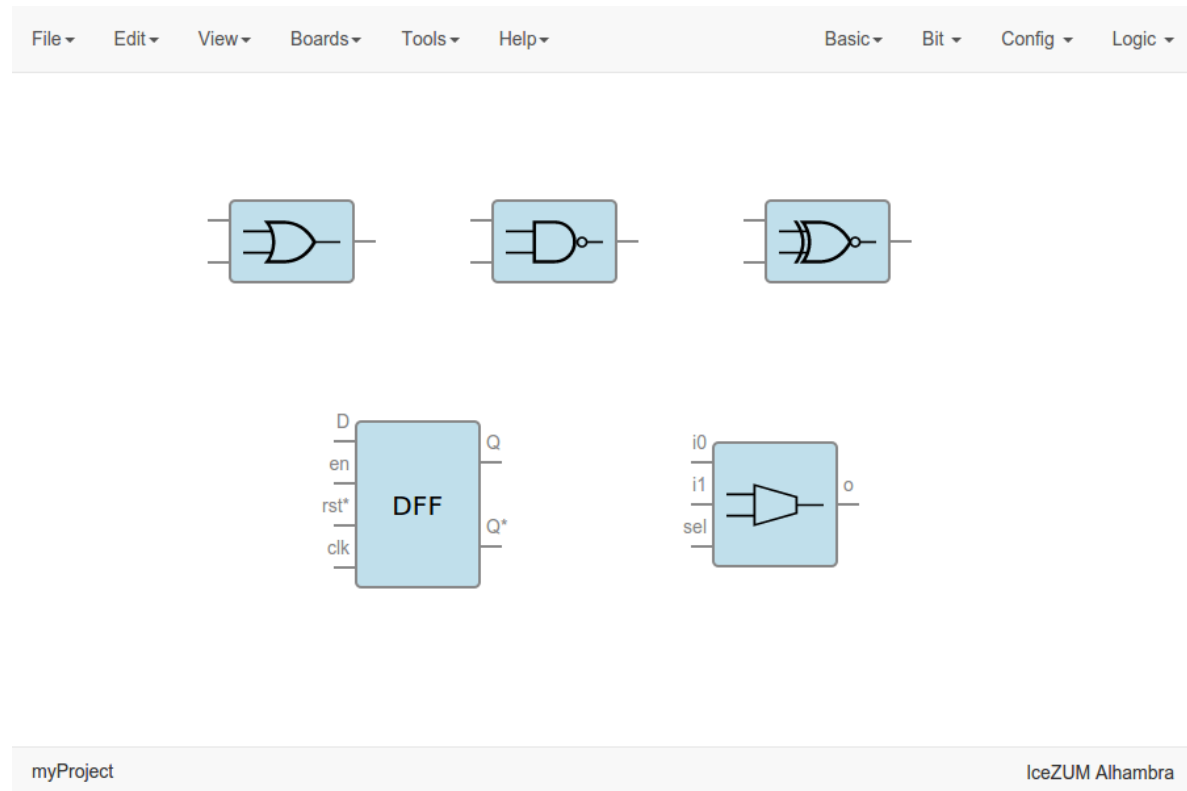 File Edit View Boards Tools Help Basic Bit Config Logic
D
en
rst*
clk
DFF
Q
Q*
i0
i1
sel
o
myProject IceZUM Alhambra